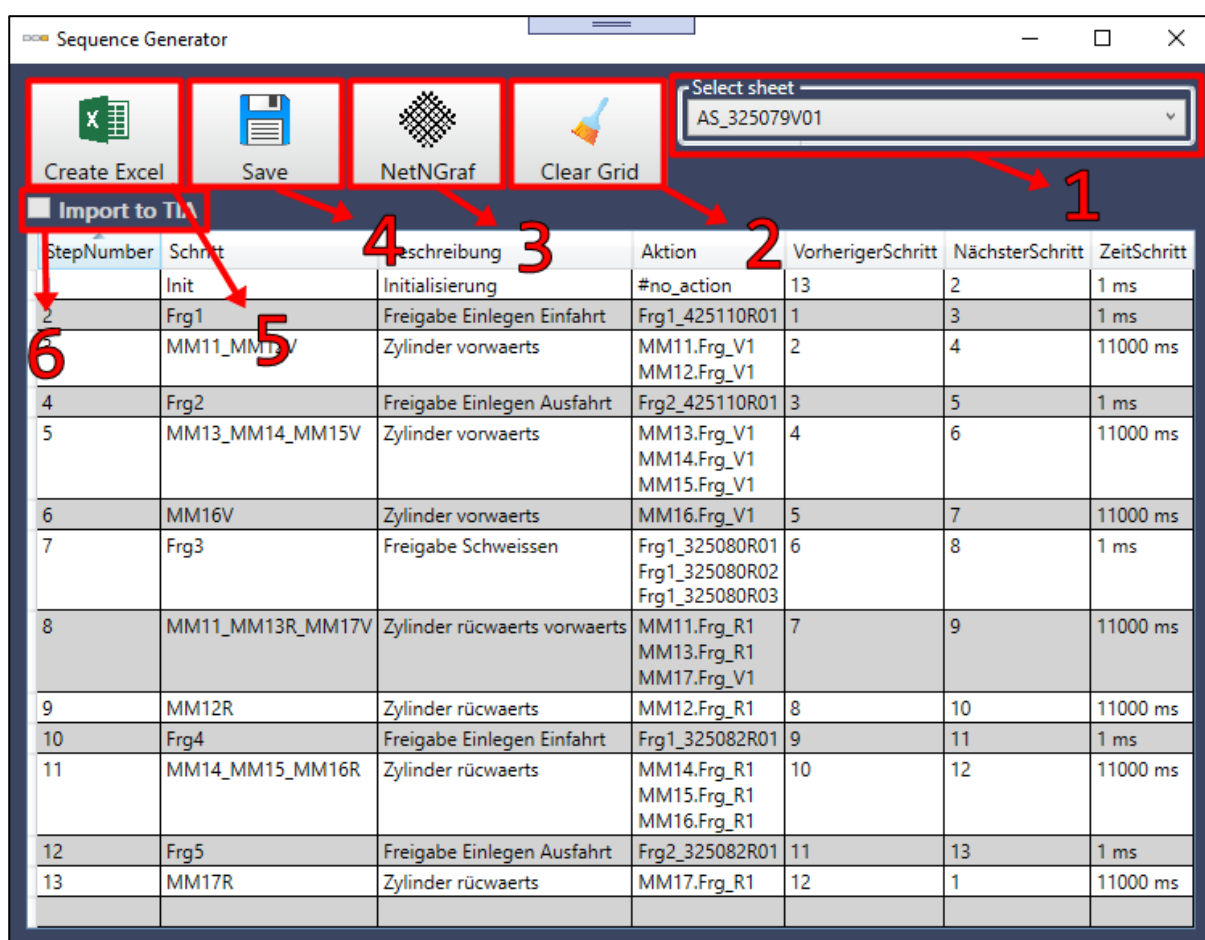 Sequence Generator
Select sheet
AS_325079V01
Create Excel Save NetNGraf Clear Grid
1
Import to TIA
4 3 2
StepNumber Schritt Beschreibung Aktion VorherigerSchritt NächsterSchritt ZeitSchritt
Init Initialisierung #no_action 13 2 1 ms
2 Frg1 Freigabe Einlegen Einfahrt Frg1_425110R01 1 3 1 ms
6 5
MM11_MM12V Zylinder vorwaerts MM11.Frg_V1 2 4 11000 ms
MM12.Frg_V1
4 Frg2 Freigabe Einlegen Ausfahrt Frg2_425110R01 3 5 1 ms
5 MM13_MM14_MM15V Zylinder vorwaerts MM13.Frg_V1 4 6 11000 ms
MM14.Frg_V1
MM15.Frg_V1
6 MM16V Zylinder vorwaerts MM16.Frg_V1 5 7 11000 ms
7 Frg3 Freigabe Schweissen Frg1_325080R01 6 8 1 ms
Frg1_325080R02
Frg1_325080R03
8 MM11_MM13R_MM17V Zylinder rücwaerts vorwaerts MM11.Frg_R1 7 9 11000 ms
MM13.Frg_R1
MM17.Frg_V1
9 MM12R Zylinder rücwaerts MM12.Frg_R1 8 10 11000 ms
10 Frg4 Freigabe Einlegen Einfahrt Frg1_325082R01 9 11 1 ms
11 MM14_MM15_MM16R Zylinder rücwaerts MM14.Frg_R1 10 12 11000 ms
MM15.Frg_R1
MM16.Frg_R1
12 Frg5 Freigabe Einlegen Ausfahrt Frg2_325082R01 11 13 1 ms
13 MM17R Zylinder rücwaerts MM17.Frg_R1 12 1 11000 ms